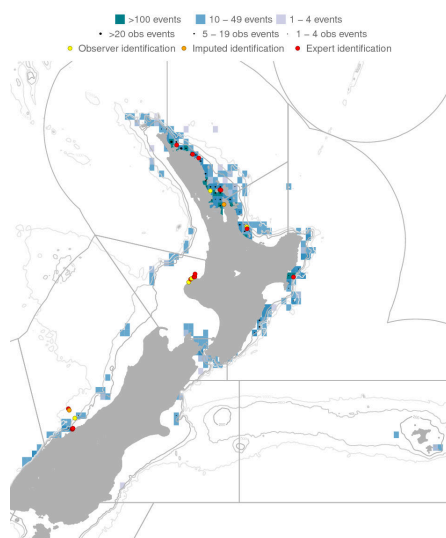 >100 events 10 − 49 events 1 − 4 events
>20 obs events 5 − 19 obs events 1 − 4 obs events
Observer identification Imputed identification Expert identification